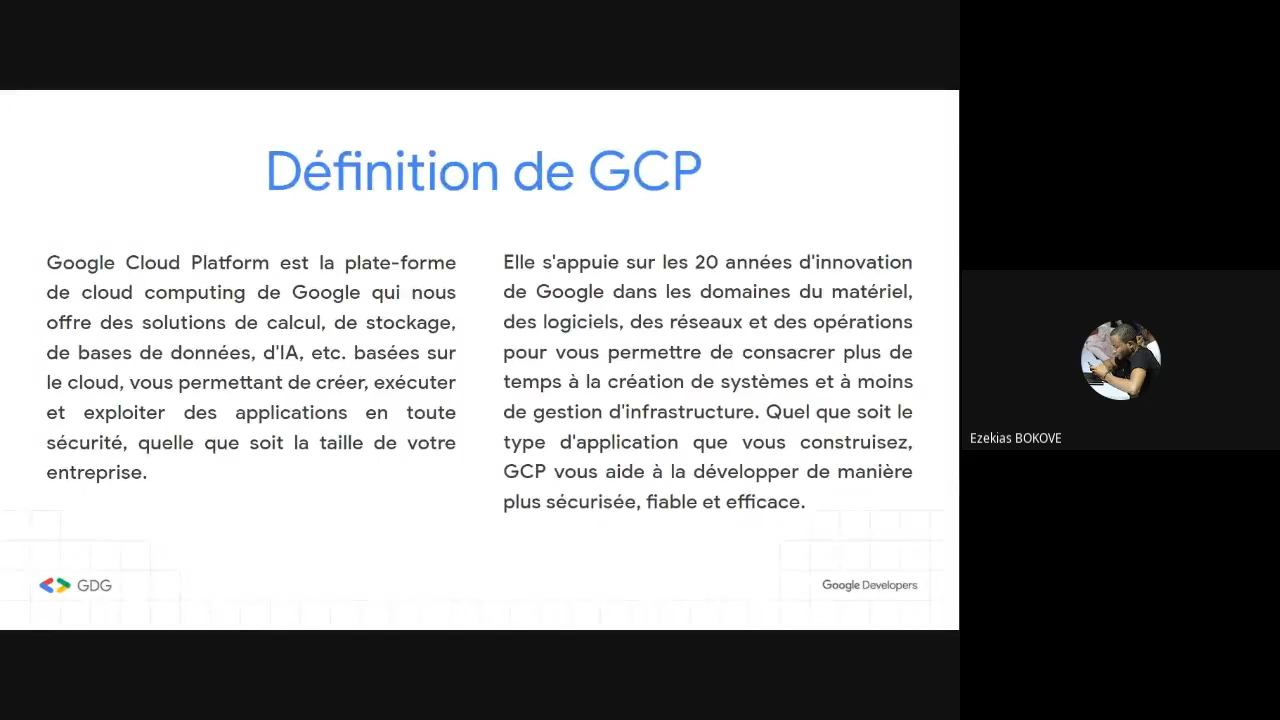 Définition de GCP
Google Cloud Platform est la plate-forme
de cloud computing de Google qui nous
offre des solutions de calcul, de stockage,
de bases de données, d'IA, etc. basées sur
le cloud, vous permettant de créer, exécuter
et exploiter des applications en toute
sécurité, quelle que soit la taille de votre
entreprise.
Elle s'appuie sur les 20 années d'innovation
de Google dans les domaines du matériel,
des logiciels, des réseaux et des opérations
pour vous permettre de consacrer plus de
temps à la création de systèmes et à moins
de gestion d'infrastructure. Quel que soit le
type d'application que vous construisez,
GCP vous aide à la développer de manière
plus sécurisée, fiable et efficace.
GDG
Google Developers
Ezekias BOKOVE